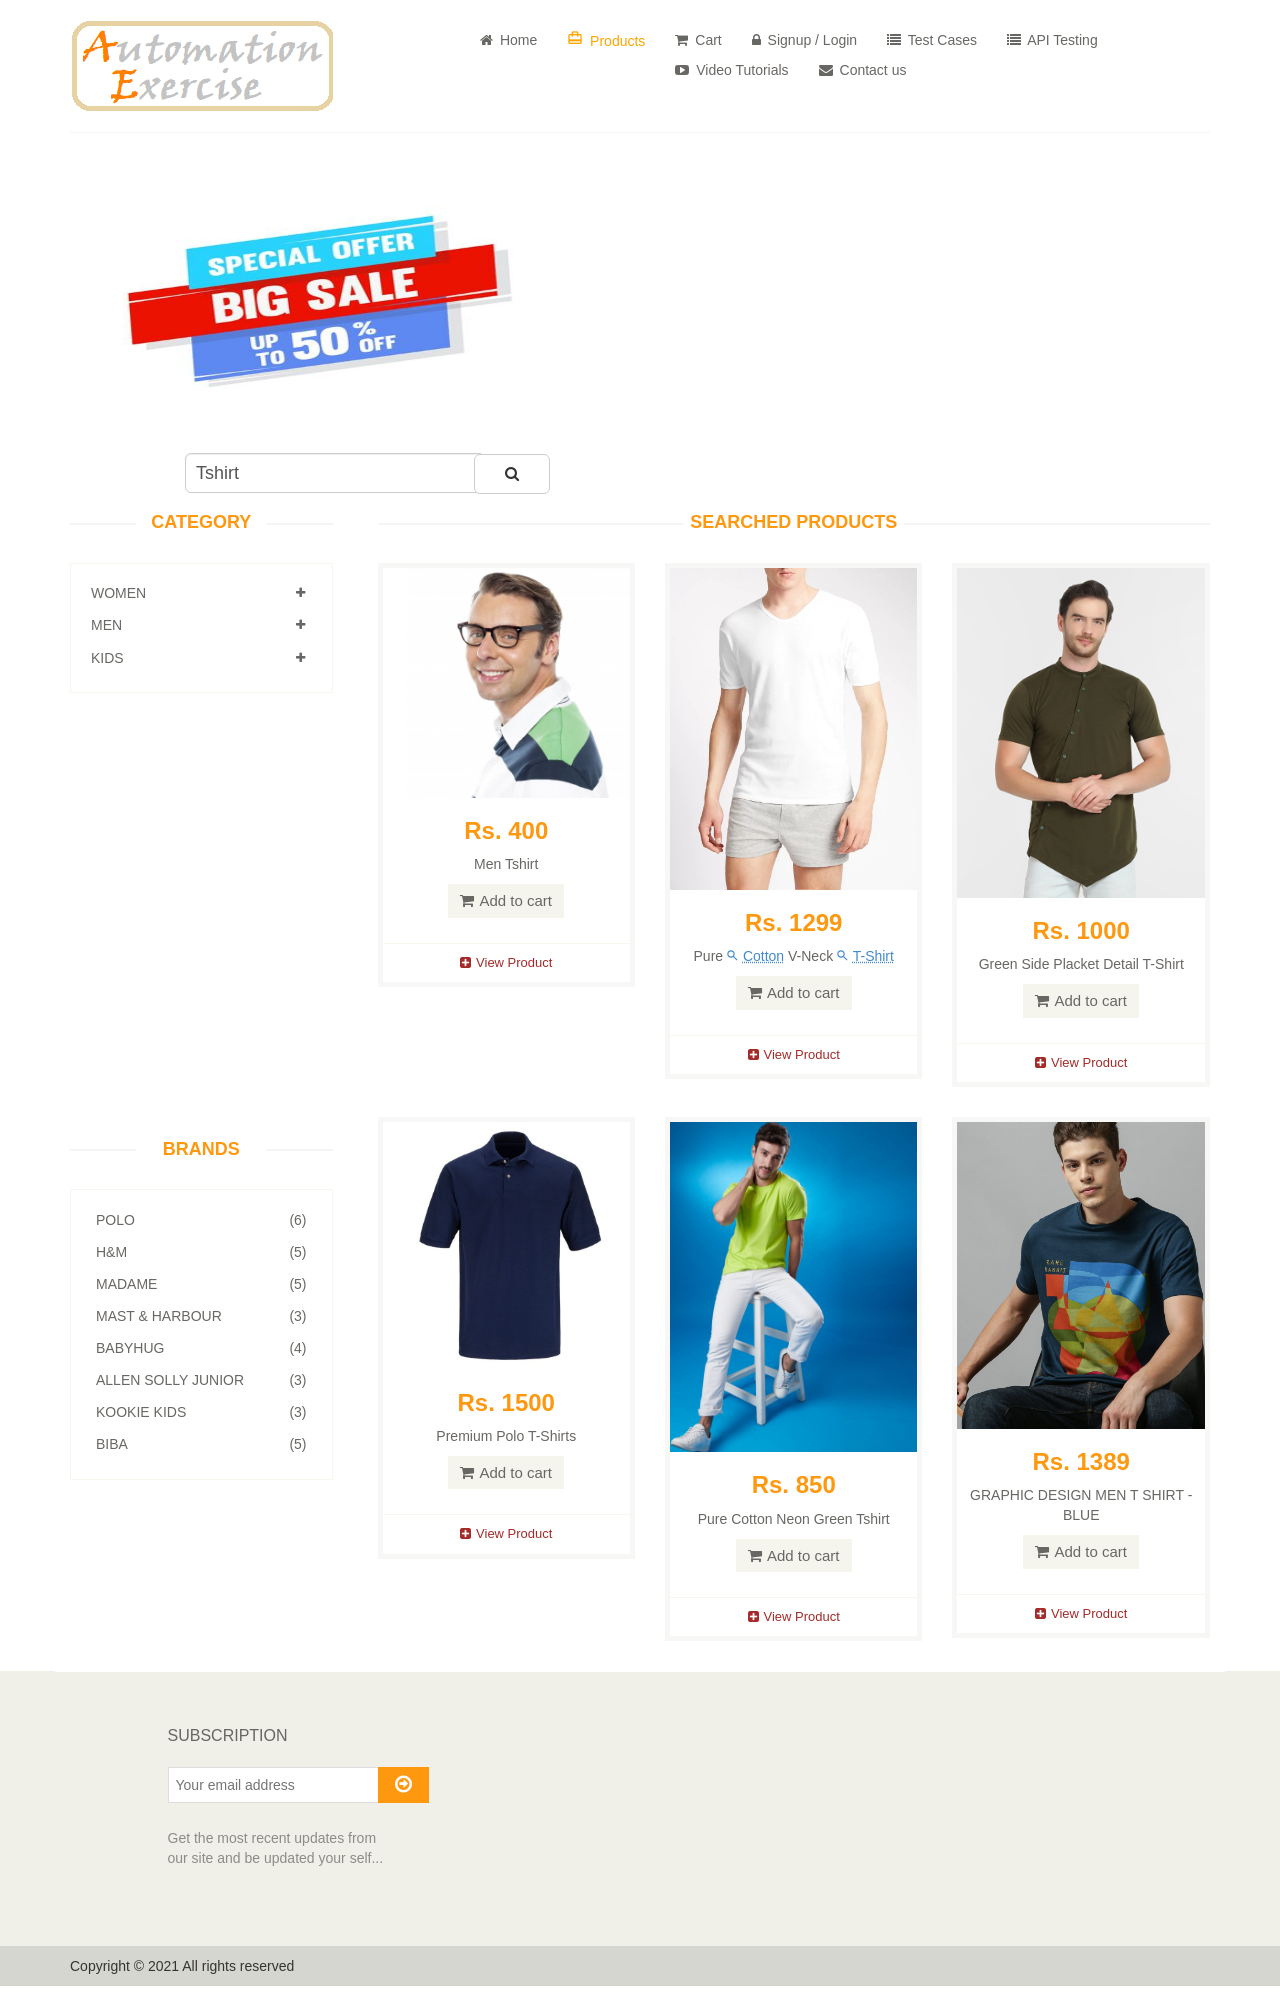 Automation
Exercise
Home
Products
Cart
Signup / Login
Test Cases
API Testing
Video Tutorials
Contact us
SPECIAL OFFER
BIG SALE
UP TO 50% OFF
Tshirt
CATEGORY
WOMEN
MEN
KIDS
SEARCHED PRODUCTS
Rs. 400
Men Tshirt
Add to cart
View Product
Rs. 1299
Pure Cotton V-Neck T-Shirt
Add to cart
View Product
Rs. 1000
Green Side Placket Detail T-Shirt
Add to cart
View Product
BRANDS
POLO (6)
H&M (5)
MADAME (5)
MAST & HARBOUR (3)
BABYHUG (4)
ALLEN SOLLY JUNIOR (3)
KOOKIE KIDS (3)
BIBA (5)
Rs. 1500
Premium Polo T-Shirts
Add to cart
View Product
Rs. 850
Pure Cotton Neon Green Tshirt
Add to cart
View Product
Rs. 1389
GRAPHIC DESIGN MEN T SHIRT -
BLUE
Add to cart
View Product
SUBSCRIPTION
Your email address
Get the most recent updates from
our site and be updated your self...
Copyright © 2021 All rights reserved